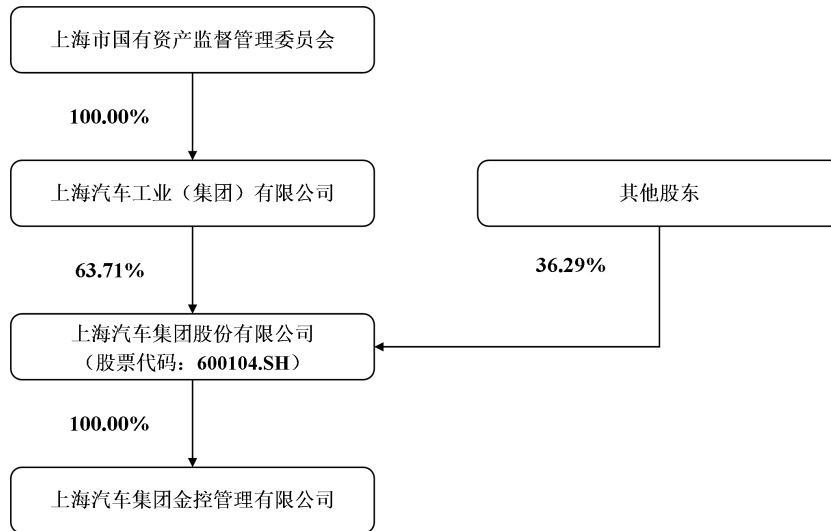 上海市国有资产监督管理委员会
100.00%
上海汽车工业（集团）有限公司
其他股东
63.71%
36.29%
上海汽车集团股份有限公司
（股票代码：600104.SH）
100.00%
上海汽车集团金控管理有限公司